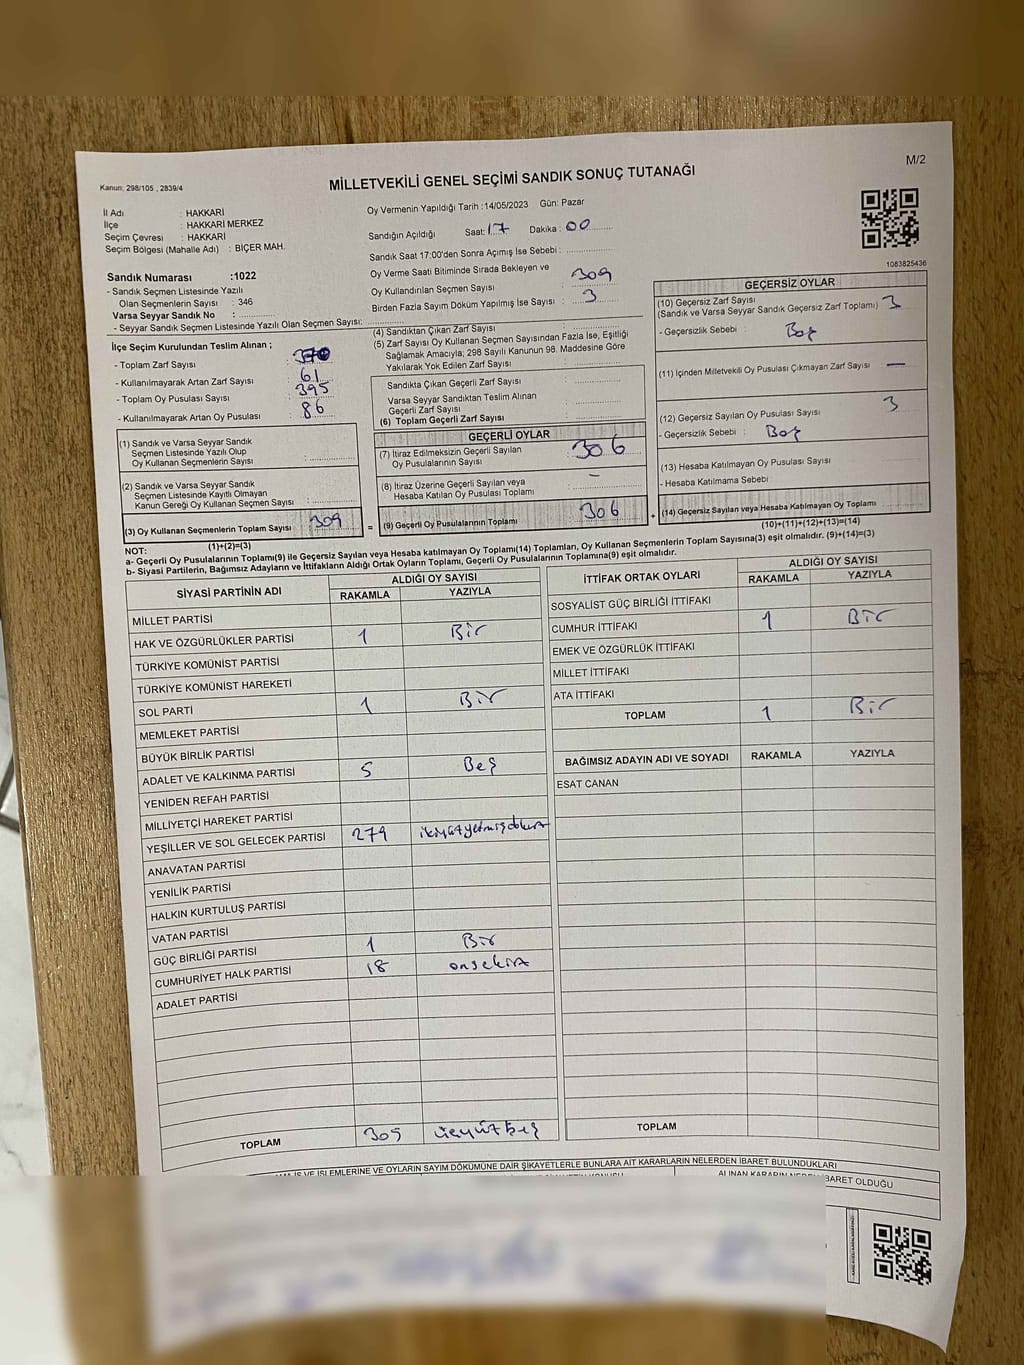 M/2
Kanun: 298/105 , 2839/4
MİLLETVEKİLİ GENEL SEÇİMİ SANDIK SONUÇ TUTANAĞI
İl Adı : HAKKARİ
İlçe : HAKKARİ MERKEZ
Seçim Çevresi : HAKKARİ
Seçim Bölgesi (Mahalle Adı) : BİÇER MAH.
Sandık Numarası :1022
- Sandık Seçmen Listesinde Yazılı
Olan Seçmenlerin Sayısı : 346
Varsa Seyyar Sandık No :
- Seyyar Sandık Seçmen Listesinde Yazılı Olan Seçmen Sayısı:
Oy Vermenin Yapıldığı Tarih :14/05/2023 Gün: Pazar
Sandığın Açıldığı Saat: 17 Dakika : 00
Sandık Saat 17:00'den Sonra Açımış İse Sebebi :
Oy Verme Saati Bitiminde Sırada Bekleyen ve
Oy Kullandırılan Seçmen Sayısı : 309
Birden Fazla Sayım Döküm Yapılmış İse Sayısı : 3
1083825436
İlçe Seçim Kurulundan Teslim Alınan ;
- Toplam Zarf Sayısı : 370
- Kullanılmayarak Artan Zarf Sayısı : 61
- Toplam Oy Pusulası Sayısı : 395
- Kullanılmayarak Artan Oy Pusulası : 86
(1) Sandık ve Varsa Seyyar Sandık
Seçmen Listesinde Yazılı Olup
Oy Kullanan Seçmenlerin Sayısı :
(2) Sandık ve Varsa Seyyar Sandık
Seçmen Listesinde Kayıtlı Olmayan
Kanun Gereği Oy Kullanan Seçmen Sayısı :
(3) Oy Kullanan Seçmenlerin Toplam Sayısı 309
(1)+(2)=(3)
(4) Sandıktan Çıkan Zarf Sayısı :
(5) Zarf Sayısı Oy Kullanan Seçmen Sayısından Fazla İse, Eşitliği
Sağlamak Amacıyla; 298 Sayılı Kanunun 98. Maddesine Göre
Yakılarak Yok Edilen Zarf Sayısı :
Sandıkta Çıkan Geçerli Zarf Sayısı :
Varsa Seyyar Sandıktan Teslim Alınan
Geçerli Zarf Sayısı :
(6) Toplam Geçerli Zarf Sayısı :
GEÇERLİ OYLAR
(7) İtiraz Edilmeksizin Geçerli Sayılan
Oy Pusulalarının Sayısı : 306
(8) İtiraz Üzerine Geçerli Sayılan veya
Hesaba Katılan Oy Pusulası Toplamı : –
= (9) Geçerli Oy Pusulalarının Toplamı 306 +
GEÇERSİZ OYLAR
(10) Geçersiz Zarf Sayısı
(Sandık ve Varsa Seyyar Sandık Geçersiz Zarf Toplamı) : 3
- Geçersizlik Sebebi : Boş
(11) İçinden Milletvekili Oy Pusulası Çıkmayan Zarf Sayısı : —
(12) Geçersiz Sayılan Oy Pusulası Sayısı : 3
- Geçersizlik Sebebi : Boş
(13) Hesaba Katılmayan Oy Pusulası Sayısı :
- Hesaba Katılmama Sebebi :
(14) Geçersiz Sayılan veya Hesaba Katılmayan Oy Toplamı
(10)+(11)+(12)+(13)=(14)
NOT:
a- Geçerli Oy Pusulalarının Toplamı(9) ile Geçersiz Sayılan veya Hesaba katılmayan Oy Toplamı(14) Toplamları, Oy Kullanan Seçmenlerin Toplam Sayısına(3) eşit olmalıdır. (9)+(14)=(3)
b- Siyasi Partilerin, Bağımsız Adayların ve İttifakların Aldığı Ortak Oyların Toplamı, Geçerli Oy Pusulalarının Toplamına(9) eşit olmalıdır.
SİYASİ PARTİNİN ADI ALDIĞI OY SAYISI
RAKAMLA YAZIYLA
MİLLET PARTİSİ
HAK VE ÖZGÜRLÜKLER PARTİSİ 1 Bir
TÜRKİYE KOMÜNİST PARTİSİ
TÜRKİYE KOMÜNİST HAREKETİ
SOL PARTİ 1 Bir
MEMLEKET PARTİSİ
BÜYÜK BİRLİK PARTİSİ
ADALET VE KALKINMA PARTİSİ 5 Beş
YENİDEN REFAH PARTİSİ
MİLLİYETÇİ HAREKET PARTİSİ
YEŞİLLER VE SOL GELECEK PARTİSİ 279
ANAVATAN PARTİSİ
YENİLİK PARTİSİ
HALKIN KURTULUŞ PARTİSİ
VATAN PARTİSİ
GÜÇ BİRLİĞİ PARTİSİ 1 Bir
CUMHURİYET HALK PARTİSİ 18 onsekiz
ADALET PARTİSİ
TOPLAM 305 üçyüzbeş
İTTİFAK ORTAK OYLARI ALDIĞI OY SAYISI
RAKAMLA YAZIYLA
SOSYALİST GÜÇ BİRLİĞİ İTTİFAKI
CUMHUR İTTİFAKI 1 Bir
EMEK VE ÖZGÜRLÜK İTTİFAKI
MİLLET İTTİFAKI
ATA İTTİFAKI
TOPLAM 1 Bir
BAĞIMSIZ ADAYIN ADI VE SOYADI RAKAMLA YAZIYLA
ESAT CANAN
TOPLAM
İŞ VE İŞLEMLERİNE VE OYLARIN SAYIM DÖKÜMÜNE DAİR ŞİKAYETLERLE BUNLARA AİT KARARLARIN NELERDEN İBARET BULUNDUKLARI
ALINAN KARARIN NEDEN İBARET OLDUĞU